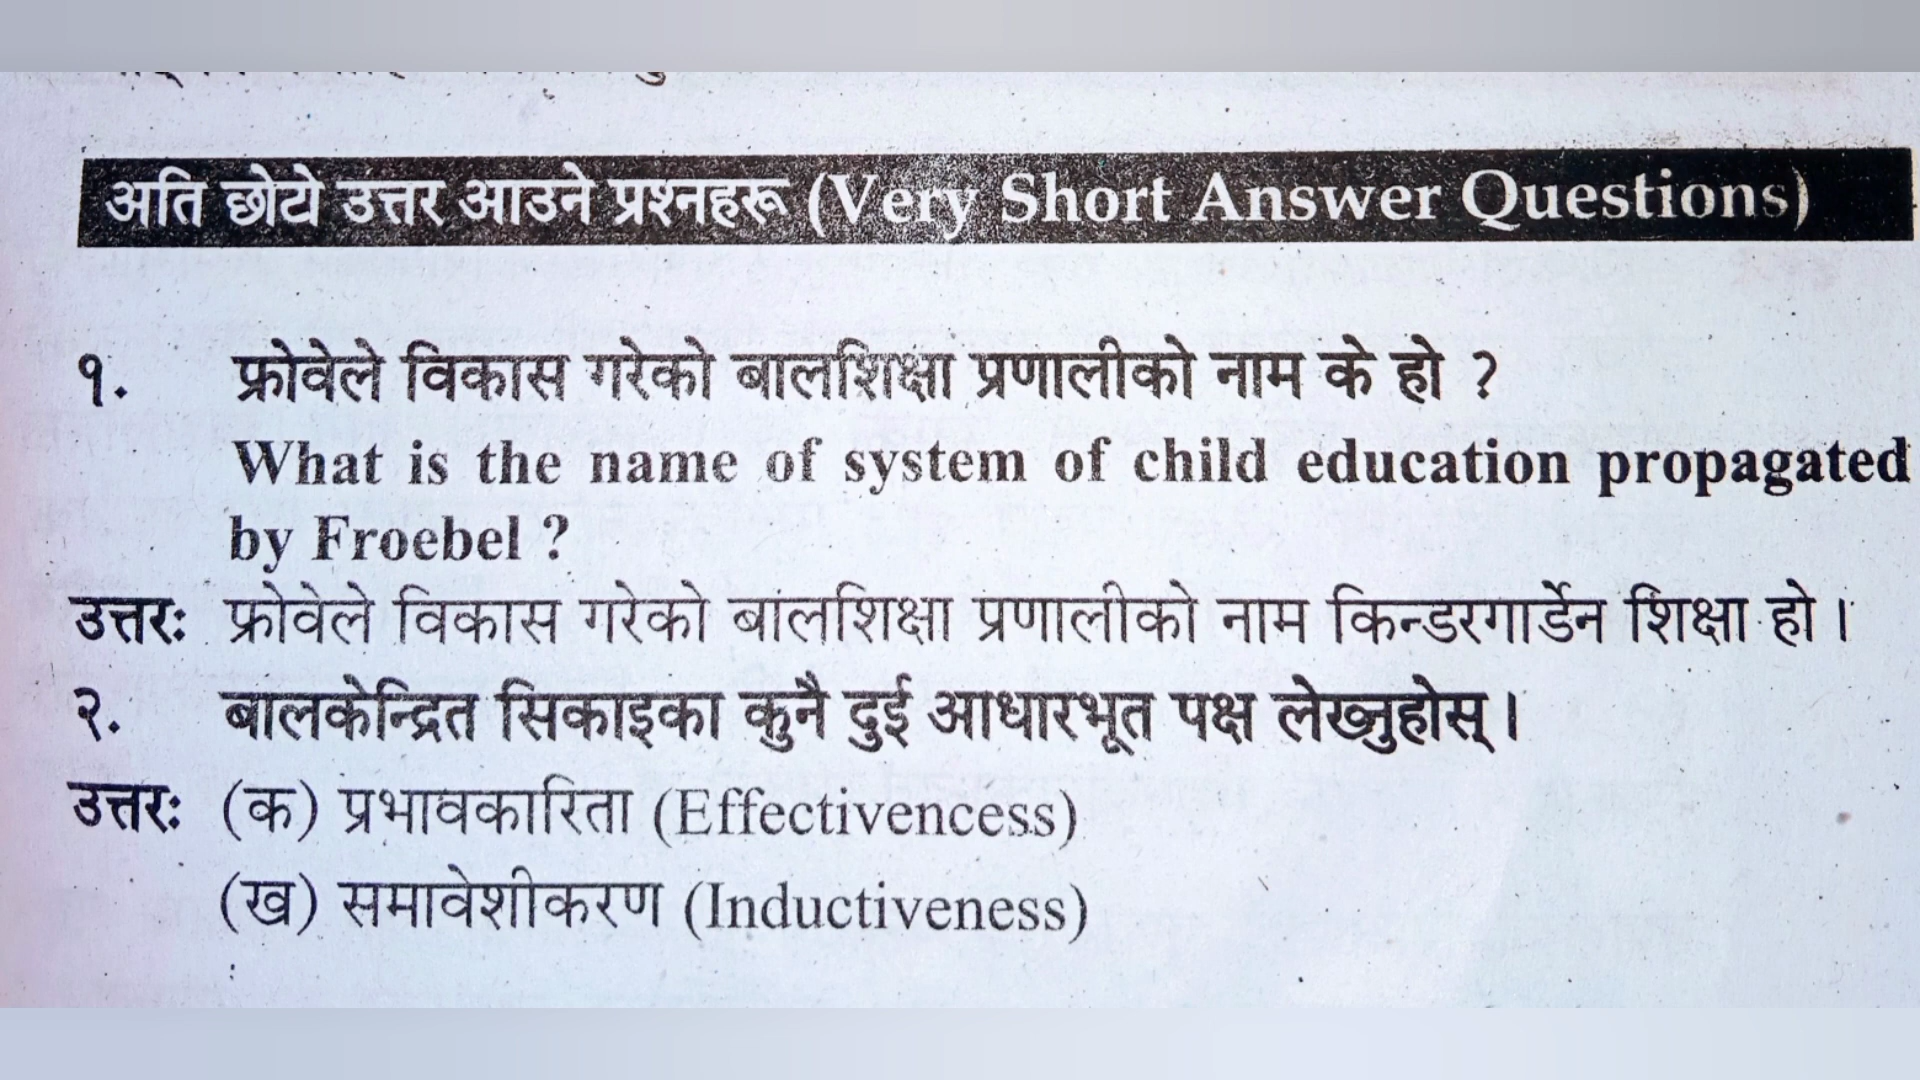 अति छोटो उत्तर आउने प्रश्नहरू (Very Short Answer Questions)
१. फ्रोवेले विकास गरेको बालशिक्षा प्रणालीको नाम के हो ?
What is the name of system of child education propagated
by Froebel ?
उत्तरः फ्रोवेले विकास गरेको बालशिक्षा प्रणालीको नाम किन्डरगार्डेन शिक्षा हो ।
२. बालकेन्द्रित सिकाइका कुनै दुई आधारभूत पक्ष लेख्नुहोस् ।
उत्तरः (क) प्रभावकारिता (Effectivencess)
(ख) समावेशीकरण (Inductiveness)